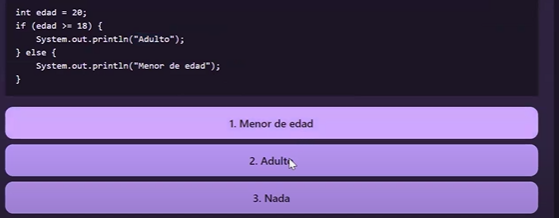 int edad = 20;
if (edad >= 18) {
    System.out.println("Adulto");
} else {
    System.out.println("Menor de edad");
}
1. Menor de edad
2. Adulto
3. Nada